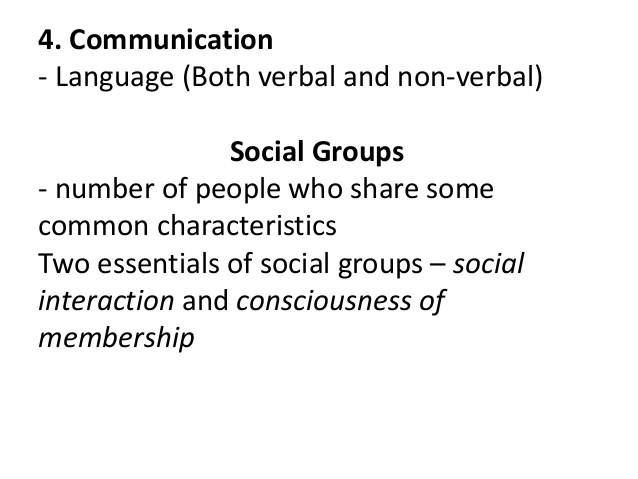 4. Communication
- Language (Both verbal and non-verbal)
Social Groups
- number of people who share some
common characteristics
Two essentials of social groups – social
interaction and consciousness of
membership